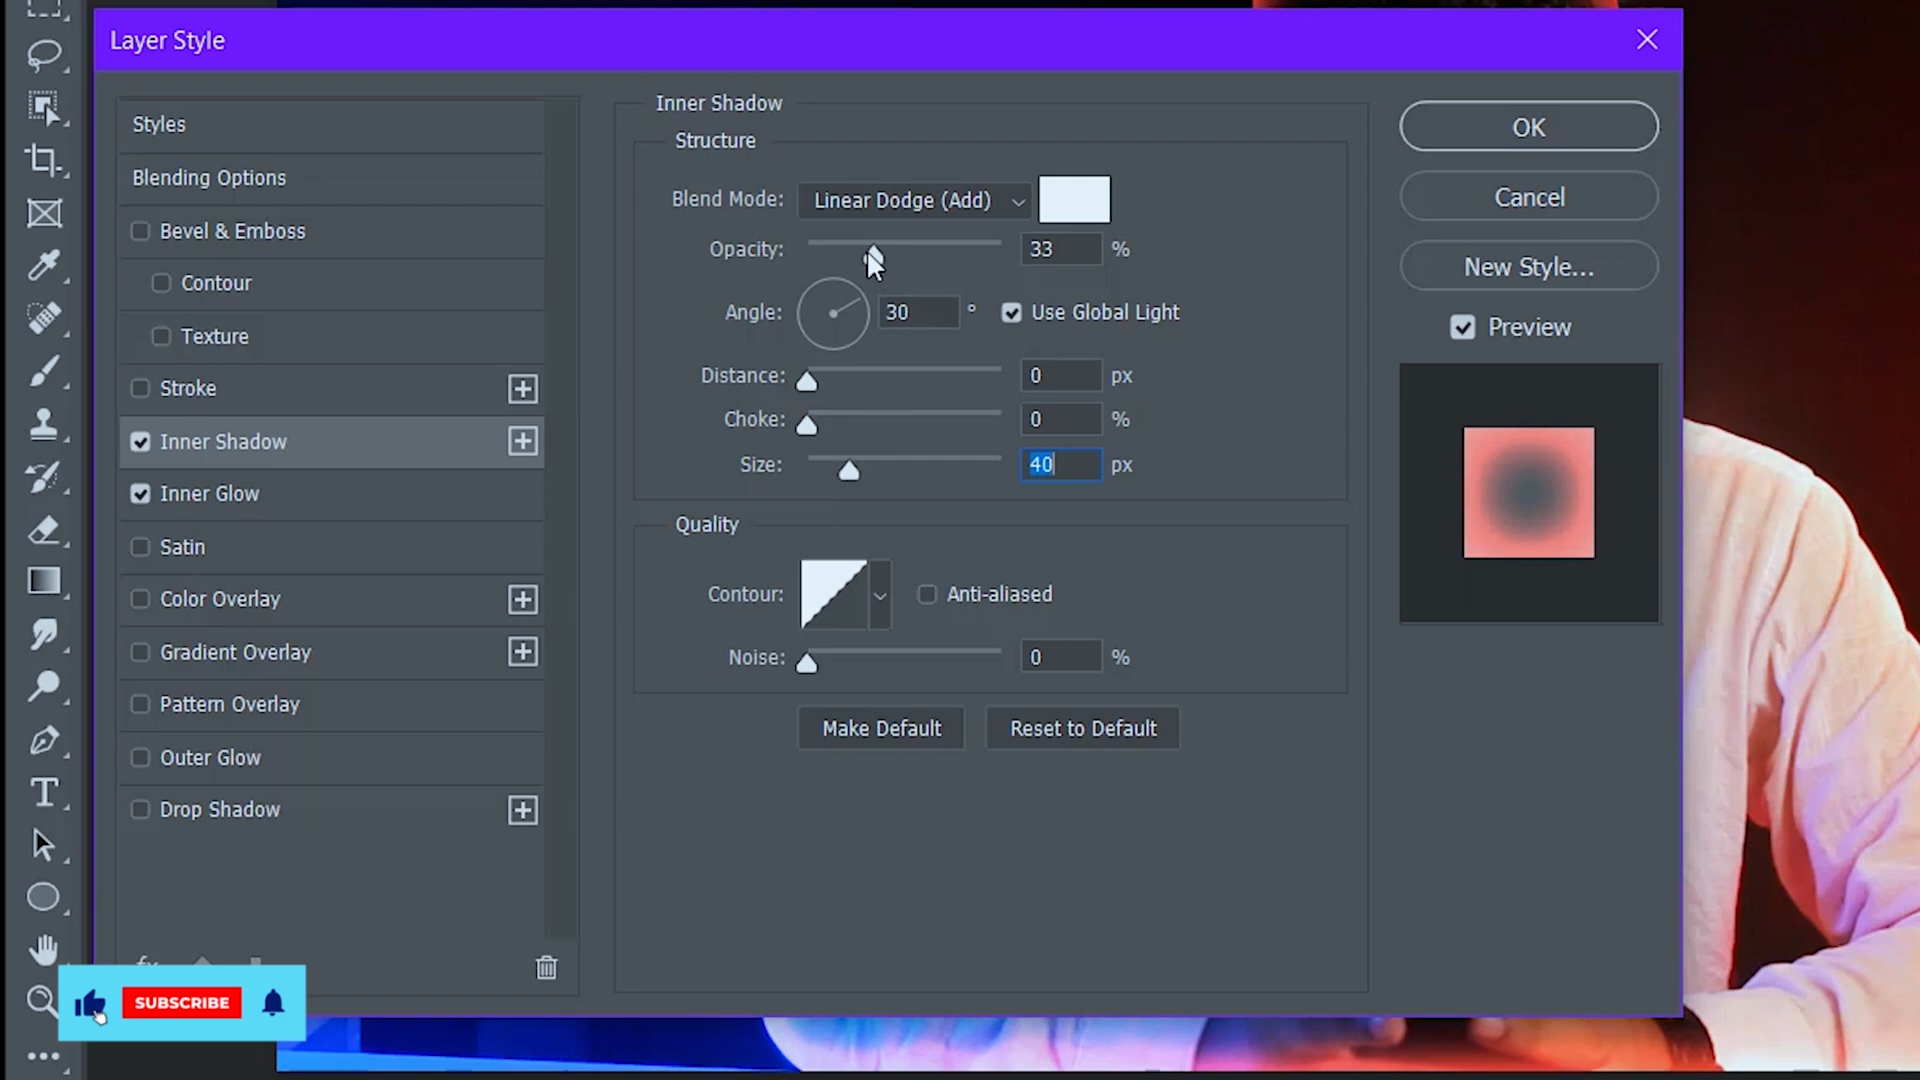 Layer Style
Styles
Blending Options
Bevel & Emboss
Contour
Texture
Stroke
Inner Shadow
Inner Glow
Satin
Color Overlay
Gradient Overlay
Pattern Overlay
Outer Glow
Drop Shadow
Inner Shadow
Structure
Blend Mode: Linear Dodge (Add)
Opacity: 33 %
Angle: 30 ° Use Global Light
Distance: 0 px
Choke: 0 %
Size: 40 px
Quality
Contour: Anti-aliased
Noise: 0 %
Make Default Reset to Default
OK
Cancel
New Style...
Preview
SUBSCRIBE